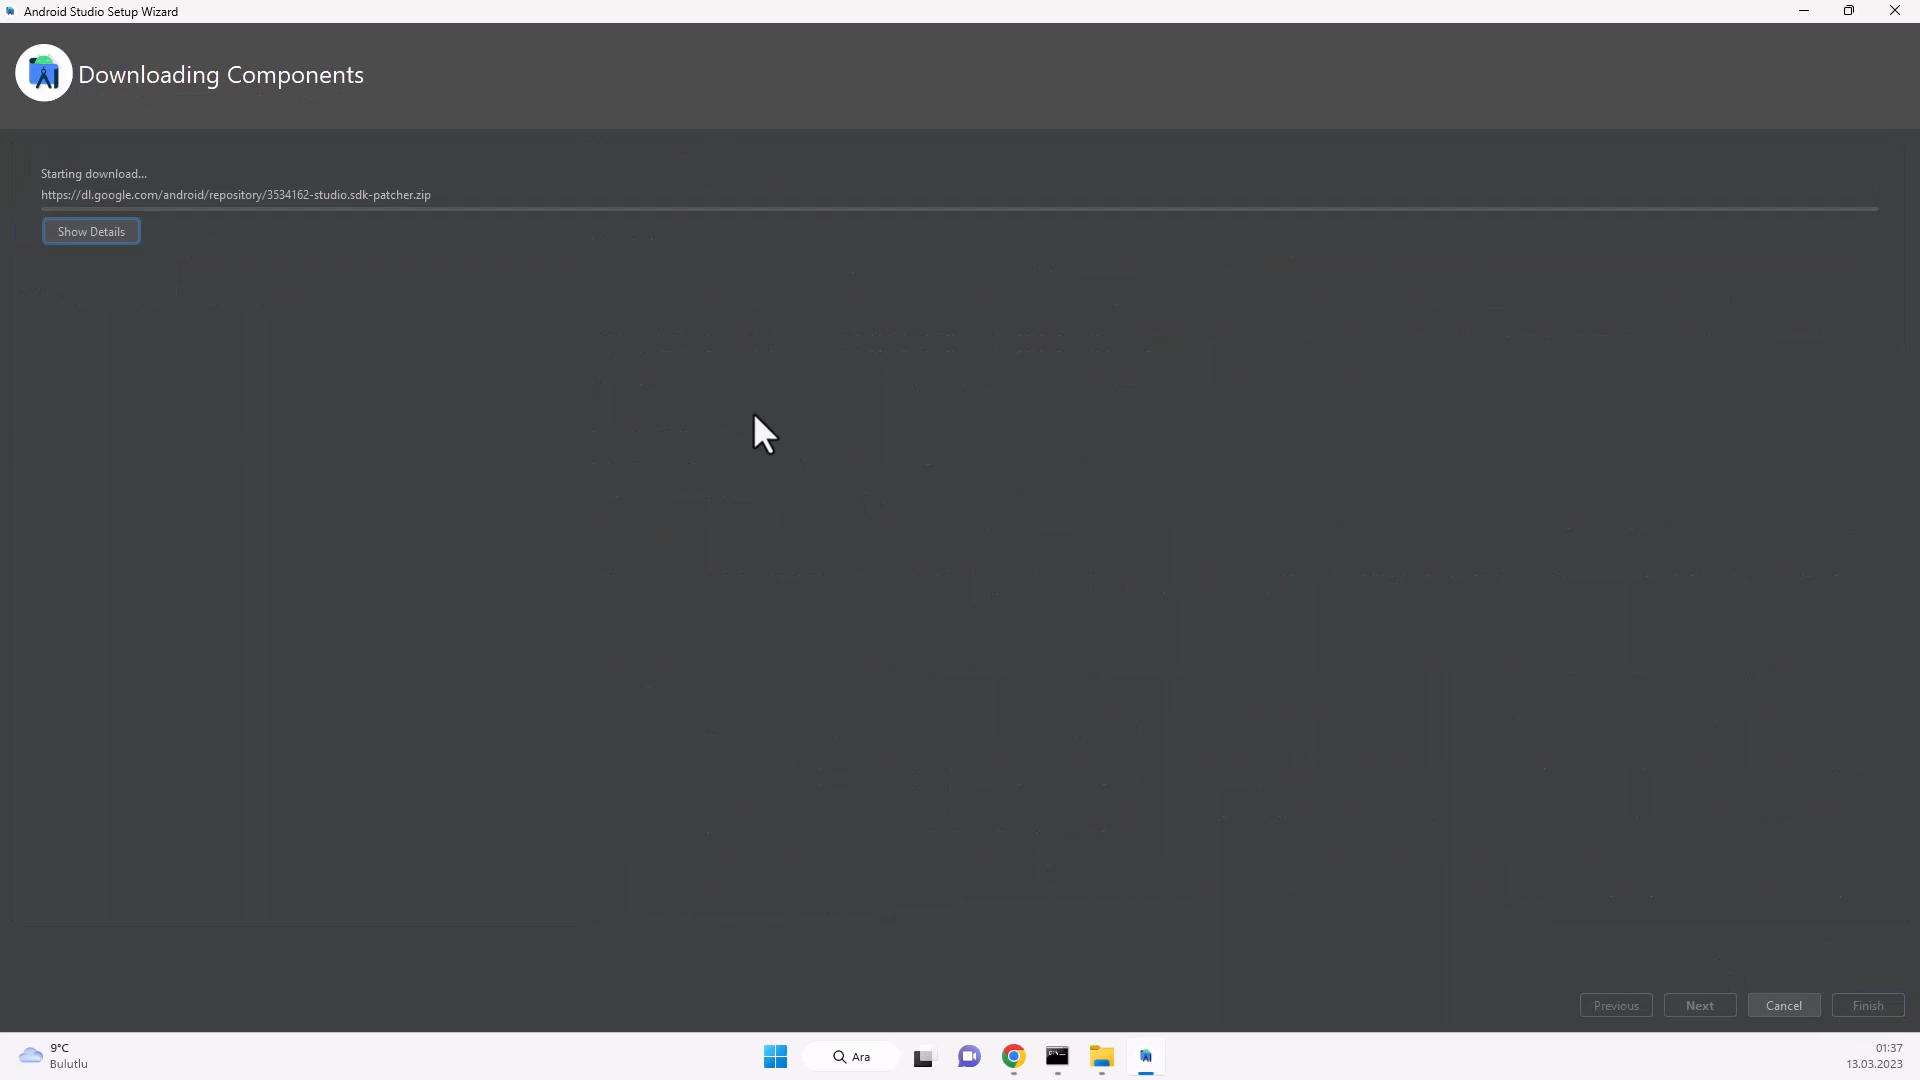 Android Studio Setup Wizard
Downloading Components
Starting download...
https://dl.google.com/android/repository/3534162-studio.sdk-patcher.zip
Show Details
Previous
Next
Cancel
Finish
9°C
Bulutlu
Ara
01:37
13.03.2023